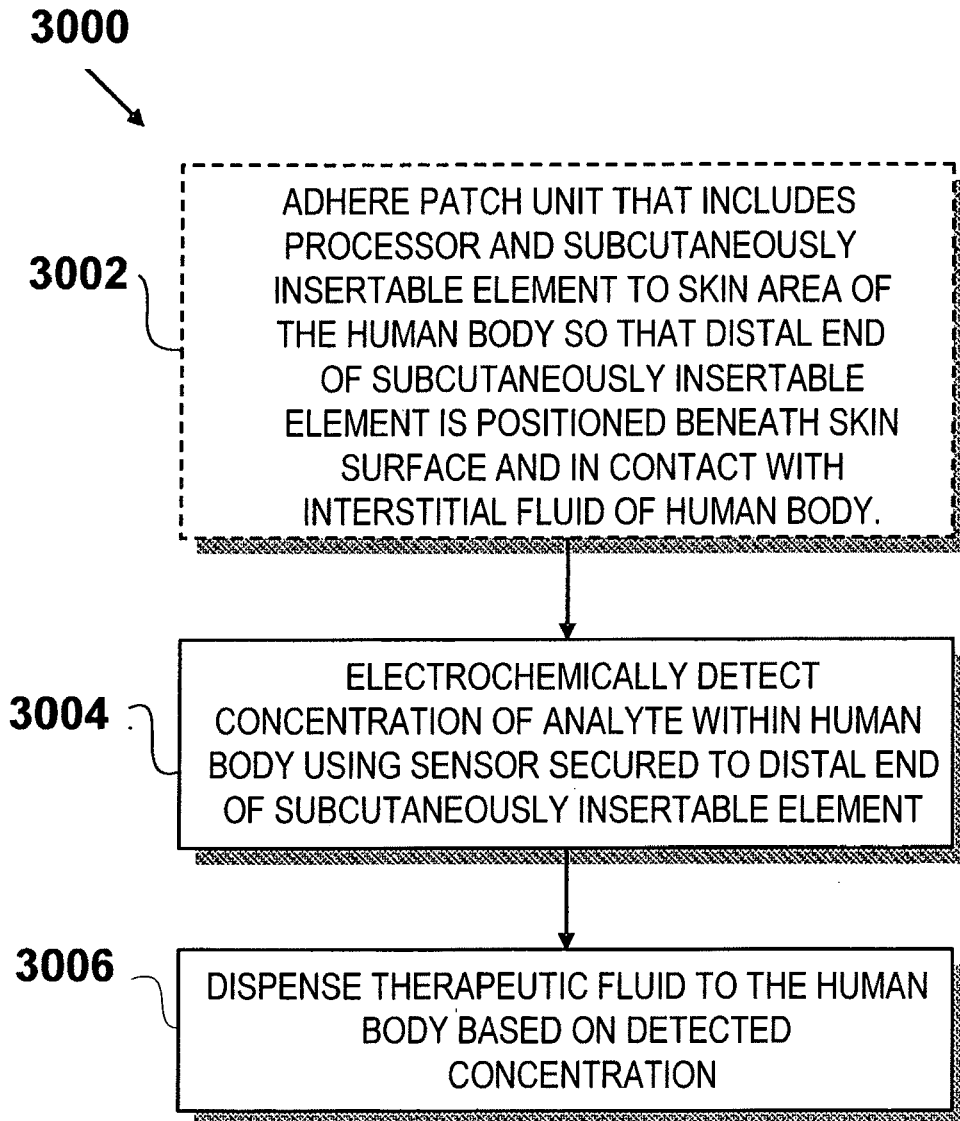 3000
3002
ADHERE PATCH UNIT THAT INCLUDES
PROCESSOR AND SUBCUTANEOUSLY
INSERTABLE ELEMENT TO SKIN AREA OF
THE HUMAN BODY SO THAT DISTAL END
OF SUBCUTANEOUSLY INSERTABLE
ELEMENT IS POSITIONED BENEATH SKIN
SURFACE AND IN CONTACT WITH
INTERSTITIAL FLUID OF HUMAN BODY.
3004
ELECTROCHEMICALLY DETECT
CONCENTRATION OF ANALYTE WITHIN HUMAN
BODY USING SENSOR SECURED TO DISTAL END
OF SUBCUTANEOUSLY INSERTABLE ELEMENT
3006
DISPENSE THERAPEUTIC FLUID TO THE HUMAN
BODY BASED ON DETECTED
CONCENTRATION